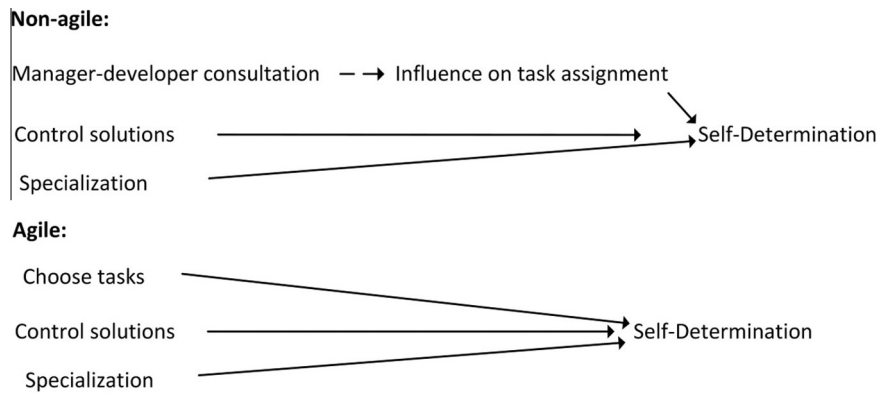 Non-agile:
Manager-developer consultation Influence on task assignment
Control solutions Self-Determination
Specialization
Agile:
Choose tasks
Control solutions Self-Determination
Specialization